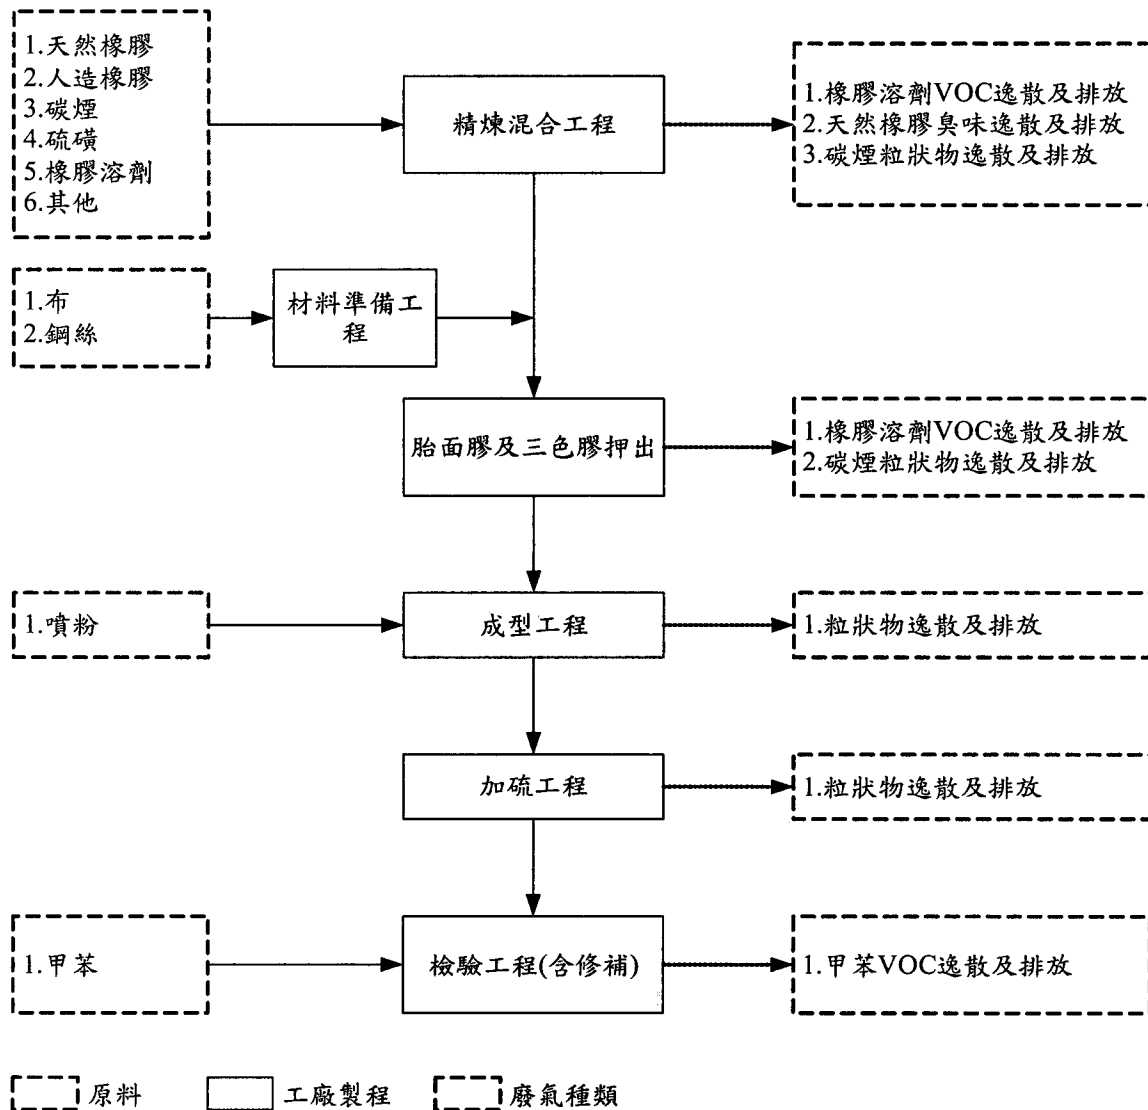 1.天然橡膠
2.人造橡膠
3.碳煙
4.硫磺
5.橡膠溶劑
6.其他
精煉混合工程
1.橡膠溶劑VOC逸散及排放
2.天然橡膠臭味逸散及排放
3.碳煙粒狀物逸散及排放
1.布
2.鋼絲
材料準備工
程
胎面膠及三色膠押出
1.橡膠溶劑VOC逸散及排放
2.碳煙粒狀物逸散及排放
1.噴粉
成型工程
1.粒狀物逸散及排放
加硫工程
1.粒狀物逸散及排放
1.甲苯
檢驗工程(含修補)
1.甲苯VOC逸散及排放
原料
工廠製程
廢氣種類